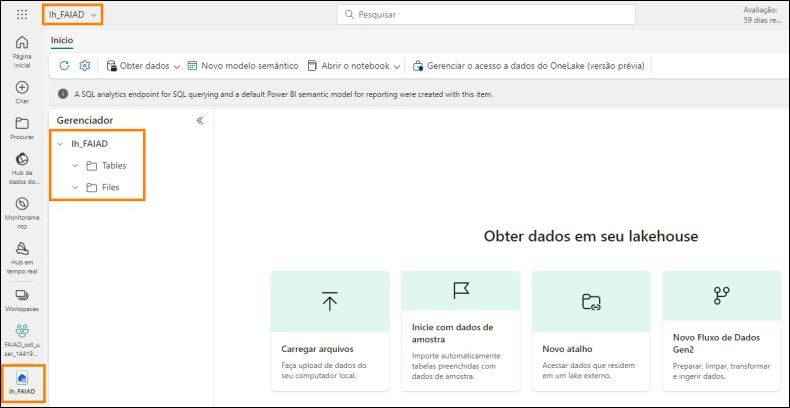 lh_FAIAD
Pesquisar
Avaliação:
59 dias re...
Início
Obter dados
Novo modelo semântico
Abrir o notebook
Gerenciar o acesso a dados do OneLake (versão prévia)
A SQL analytics endpoint for SQL querying and a default Power BI semantic model for reporting were created with this item.
Página
Inicial
Criar
Procurar
Hub de
dados do...
Monitorame
nto
Hub em
tempo real
Workspaces
FAIAD_odl_u
ser_14419...
lh_FAIAD
Gerenciador
lh_FAIAD
Tables
Files
Obter dados em seu lakehouse
Carregar arquivos
Faça upload de dados do
seu computador local.
Inicie com dados de
amostra
Importe automaticamente
tabelas preenchidas com
dados de amostra.
Novo atalho
Acessar dados que residem
em um lake externo.
Novo Fluxo de Dados
Gen2
Preparar, limpar, transformar
e ingerir dados.